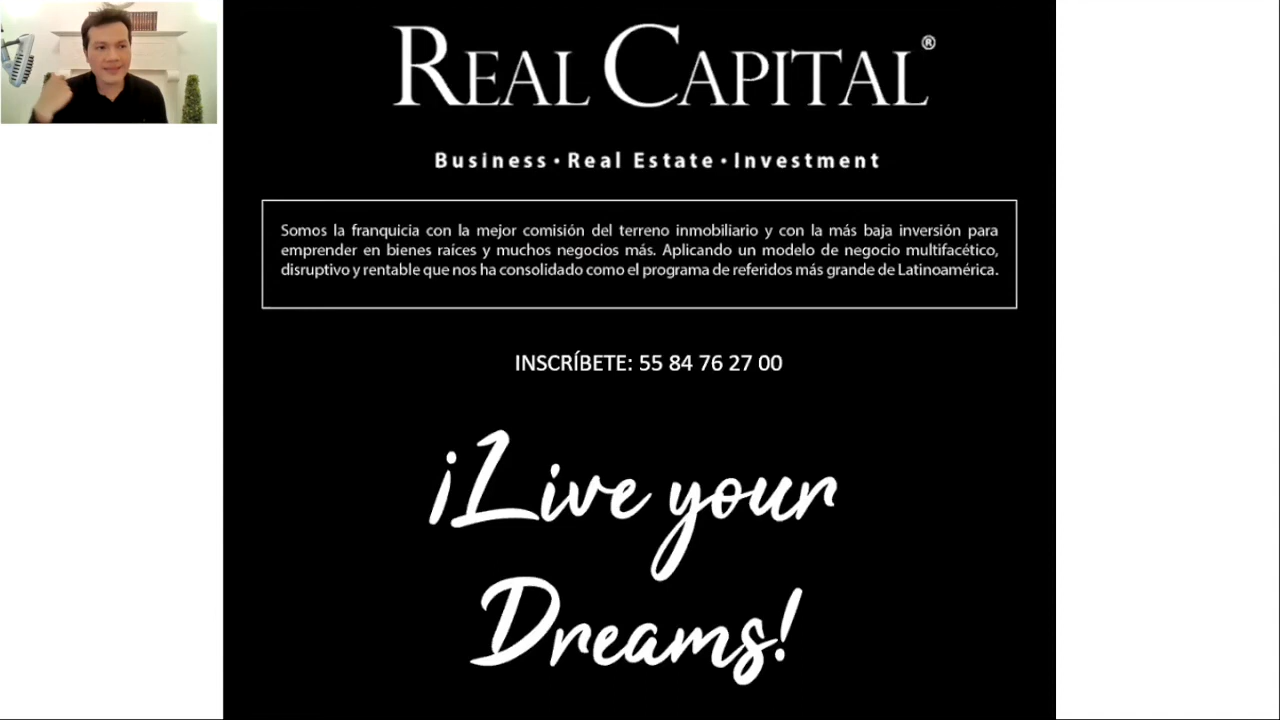 REAL CAPITAL®
Business • Real Estate • Investment
Somos la franquicia con la mejor comisión del terreno inmobiliario y con la más baja inversión para
emprender en bienes raíces y muchos negocios más. Aplicando un modelo de negocio multifacético,
disruptivo y rentable que nos ha consolidado como el programa de referidos más grande de Latinoamérica.
INSCRÍBETE: 55 84 76 27 00
¡Live your
Dreams!